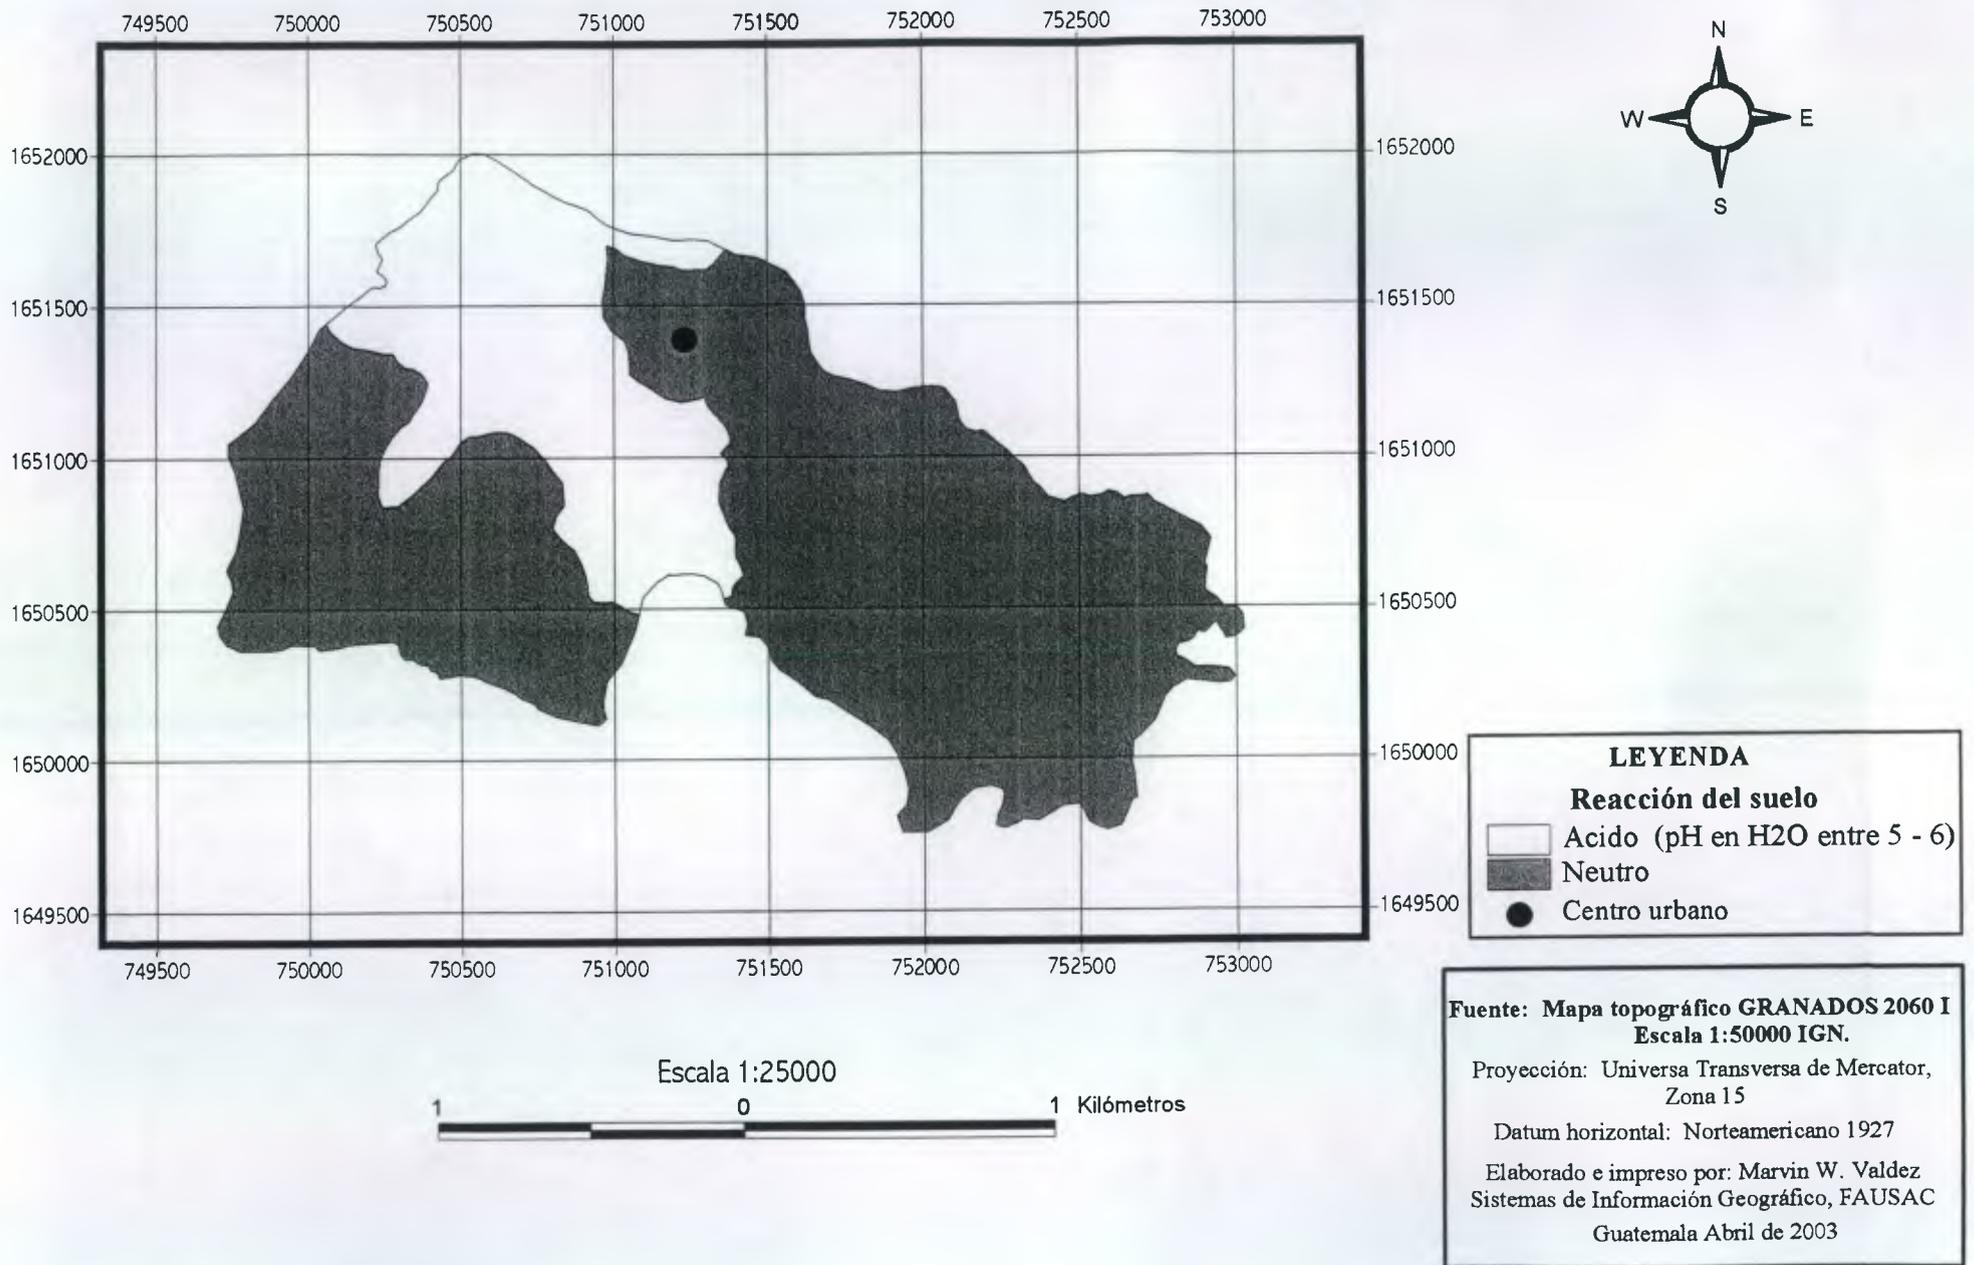 749500 750000 750500 751000 751500 752000 752500 753000
N
W E
S
1652000 1652000
1651500 1651500
1651000 1651000
1650500 1650500
1650000 1650000
1649500 1649500
749500 750000 750500 751000 751500 752000 752500 753000
LEYENDA
Reacción del suelo
Acido (pH en H2O entre 5 - 6)
Neutro
Centro urbano
Escala 1:25000
1 0 1 Kilómetros
Fuente: Mapa topográfico GRANADOS 2060 I
Escala 1:50000 IGN.
Proyección: Universa Transversa de Mercator,
Zona 15
Datum horizontal: Norteamericano 1927
Elaborado e impreso por: Marvin W. Valdez
Sistemas de Información Geográfico, FAUSAC
Guatemala Abril de 2003